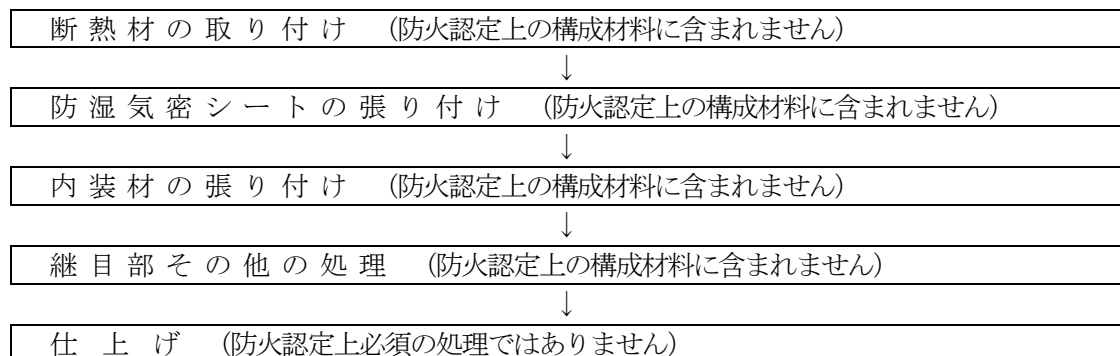 断熱材の取り付け (防火認定上の構成材料に含まれません)
↓
防湿気密シートの張り付け (防火認定上の構成材料に含まれません)
↓
内装材の張り付け (防火認定上の構成材料に含まれません)
↓
継目部その他の処理 (防火認定上の構成材料に含まれません)
↓
仕上げ (防火認定上必須の処理ではありません)